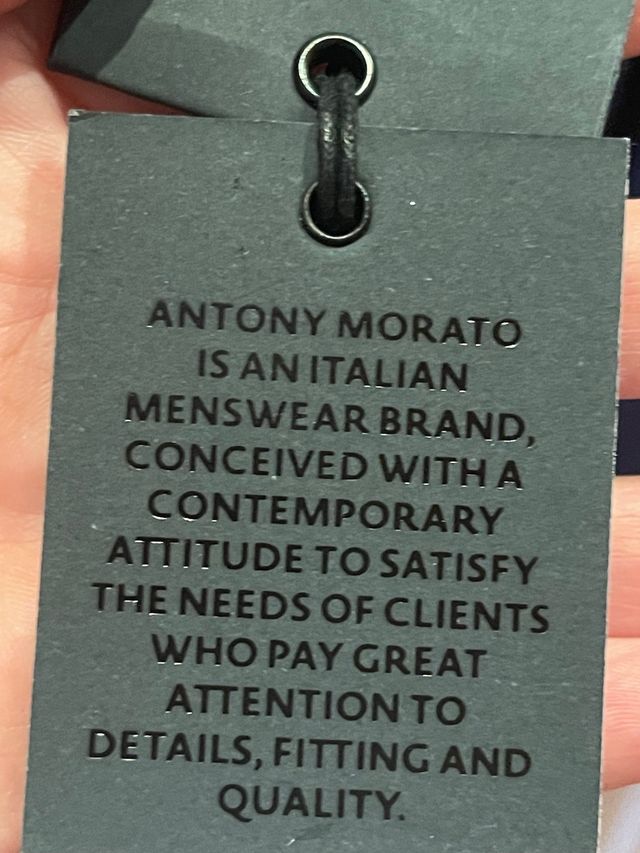 ANTONY MORATO
IS AN ITALIAN
MENSWEAR BRAND,
CONCEIVED WITH A
CONTEMPORARY
ATTITUDE TO SATISFY
THE NEEDS OF CLIENTS
WHO PAY GREAT
ATTENTION TO
DETAILS, FITTING AND
QUALITY.